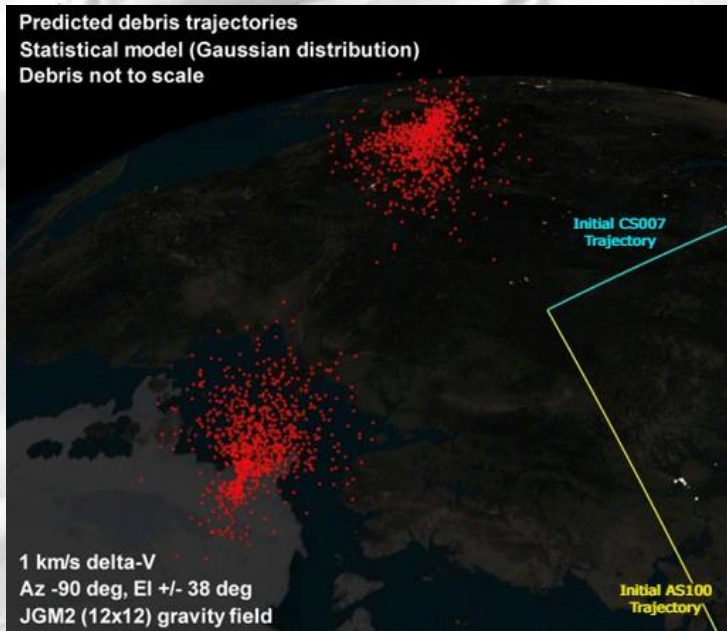 Predicted debris trajectories
Statistical model (Gaussian distribution)
Debris not to scale
Initial CS007
Trajectory
1 km/s delta-V
Az -90 deg, El +/- 38 deg
JGM2 (12x12) gravity field
Initial AS100
Trajectory